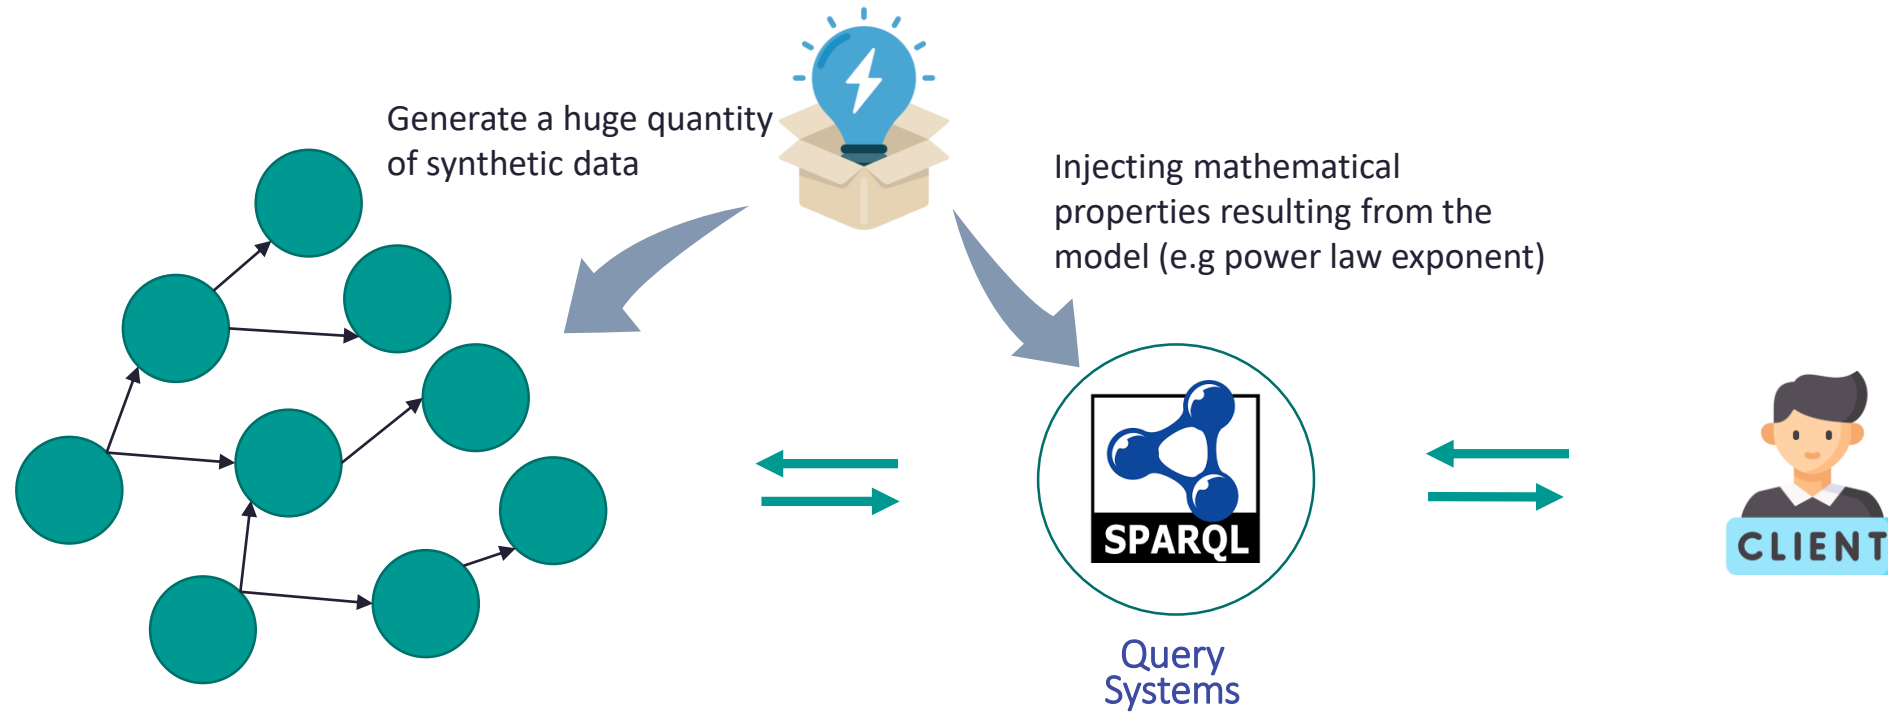 Generate a huge quantity
of synthetic data
Injecting mathematical
properties resulting from the
model (e.g power law exponent)
SPARQL
CLIENT
Query
Systems